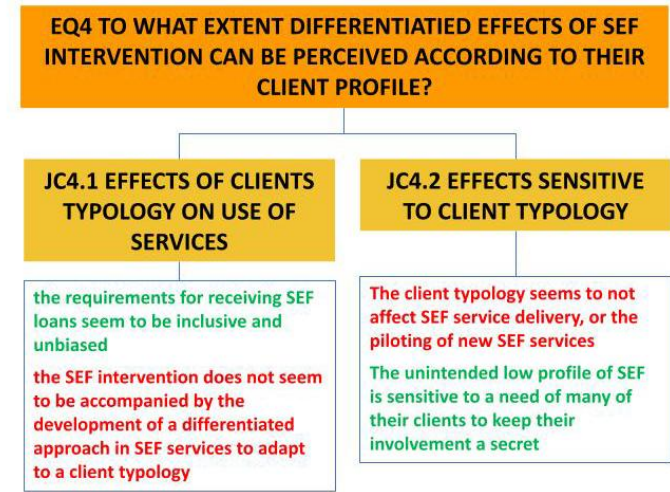 EQ4 TO WHAT EXTENT DIFFERENTIATIED EFFECTS OF SEF
INTERVENTION CAN BE PERCEIVED ACCORDING TO THEIR
CLIENT PROFILE?
JC4.1 EFFECTS OF CLIENTS
TYPOLOGY ON USE OF
SERVICES
the requirements for receiving SEF
loans seem to be inclusive and
unbiased
the SEF intervention does not seem
to be accompanied by the
development of a differentiated
approach in SEF services to adapt
to a client typology
JC4.2 EFFECTS SENSITIVE
TO CLIENT TYPOLOGY
The client typology seems to not
affect SEF service delivery, or the
piloting of new SEF services
The unintended low profile of SEF
is sensitive to a need of many of
their clients to keep their
involvement a secret